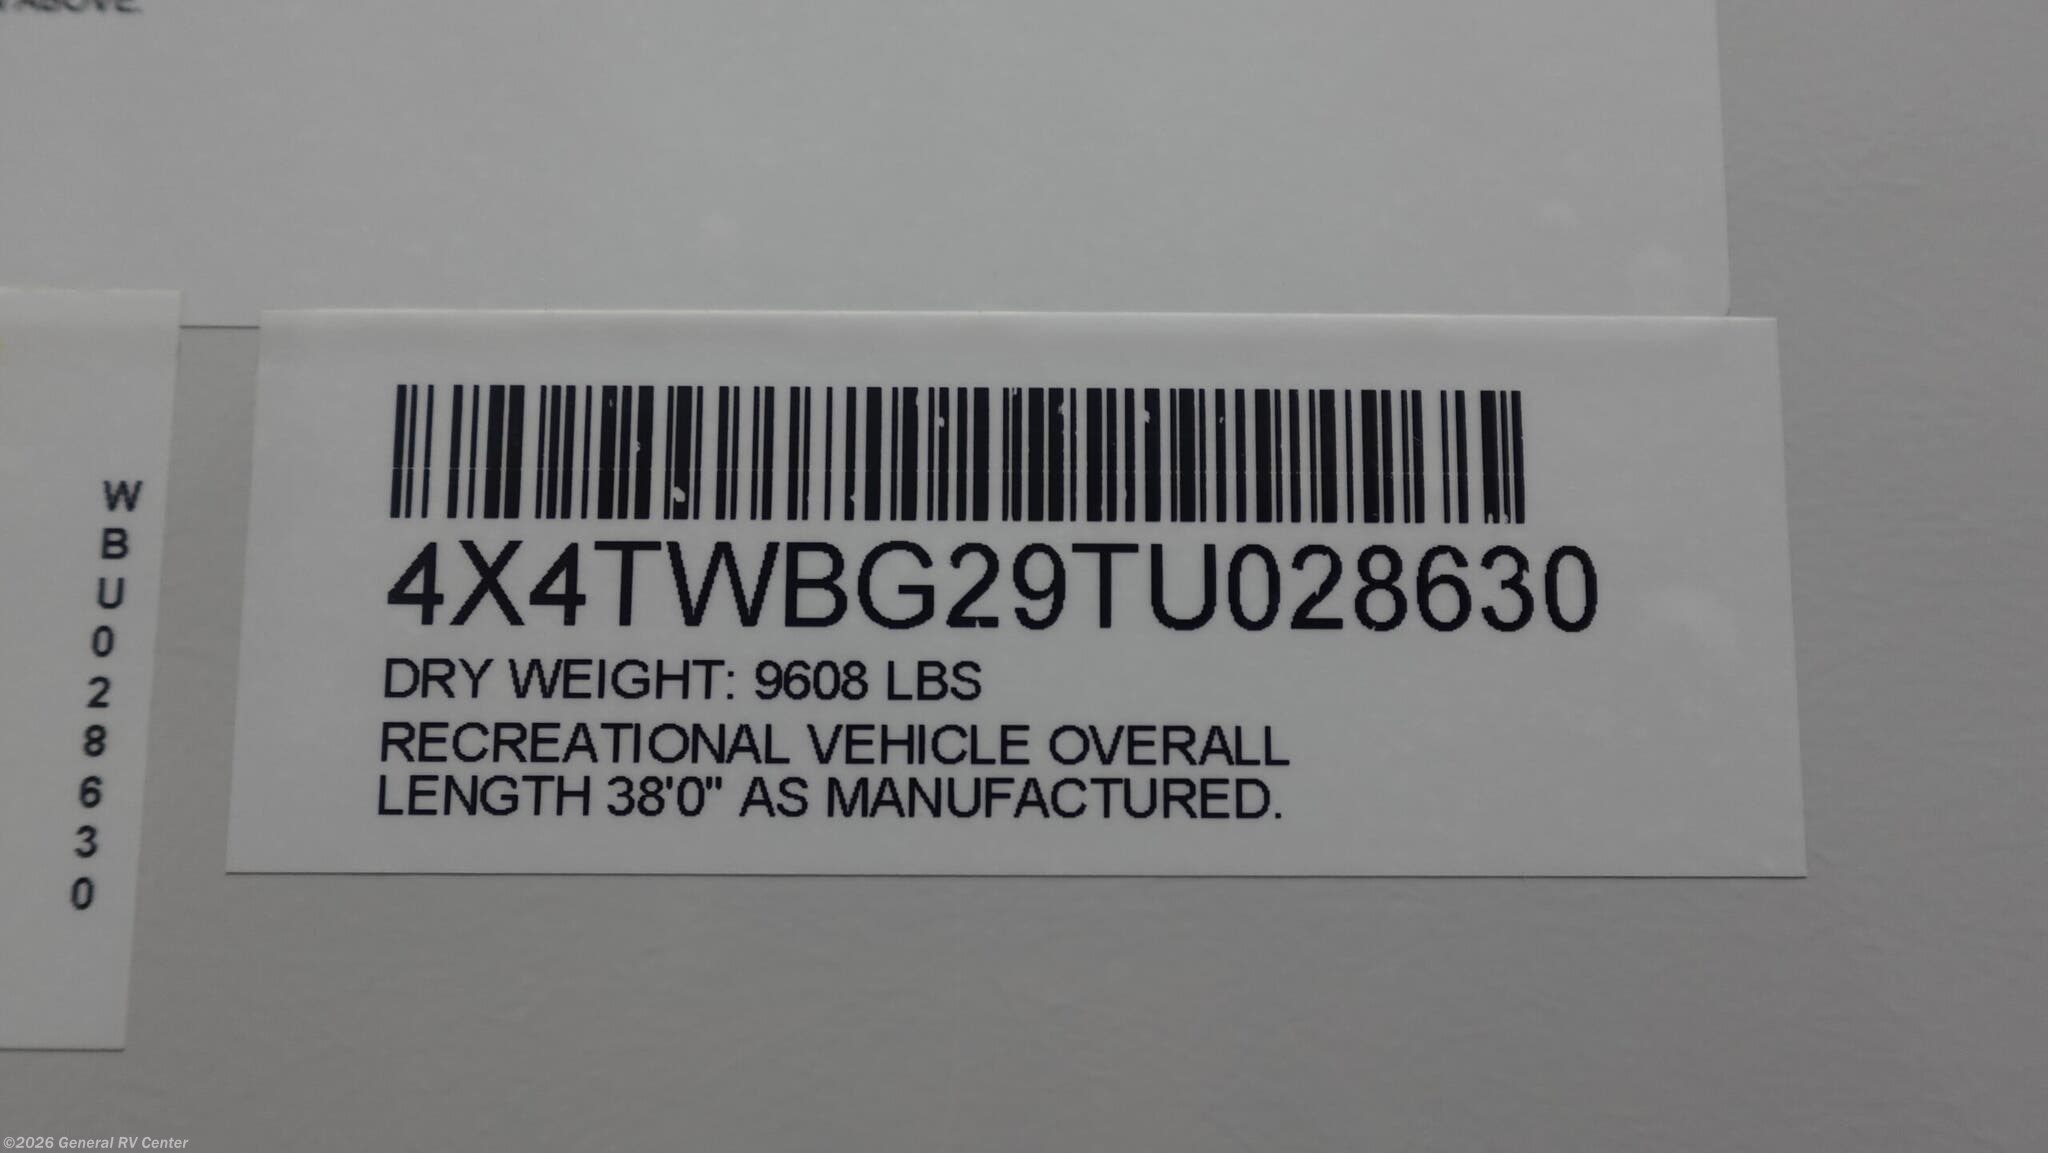 ABOVE.
W
B
U
0
2
8
6
3
0
4X4TWBG29TU028630
DRY WEIGHT: 9608 LBS
RECREATIONAL VEHICLE OVERALL
LENGTH 38'0" AS MANUFACTURED.
©2026 General RV Center